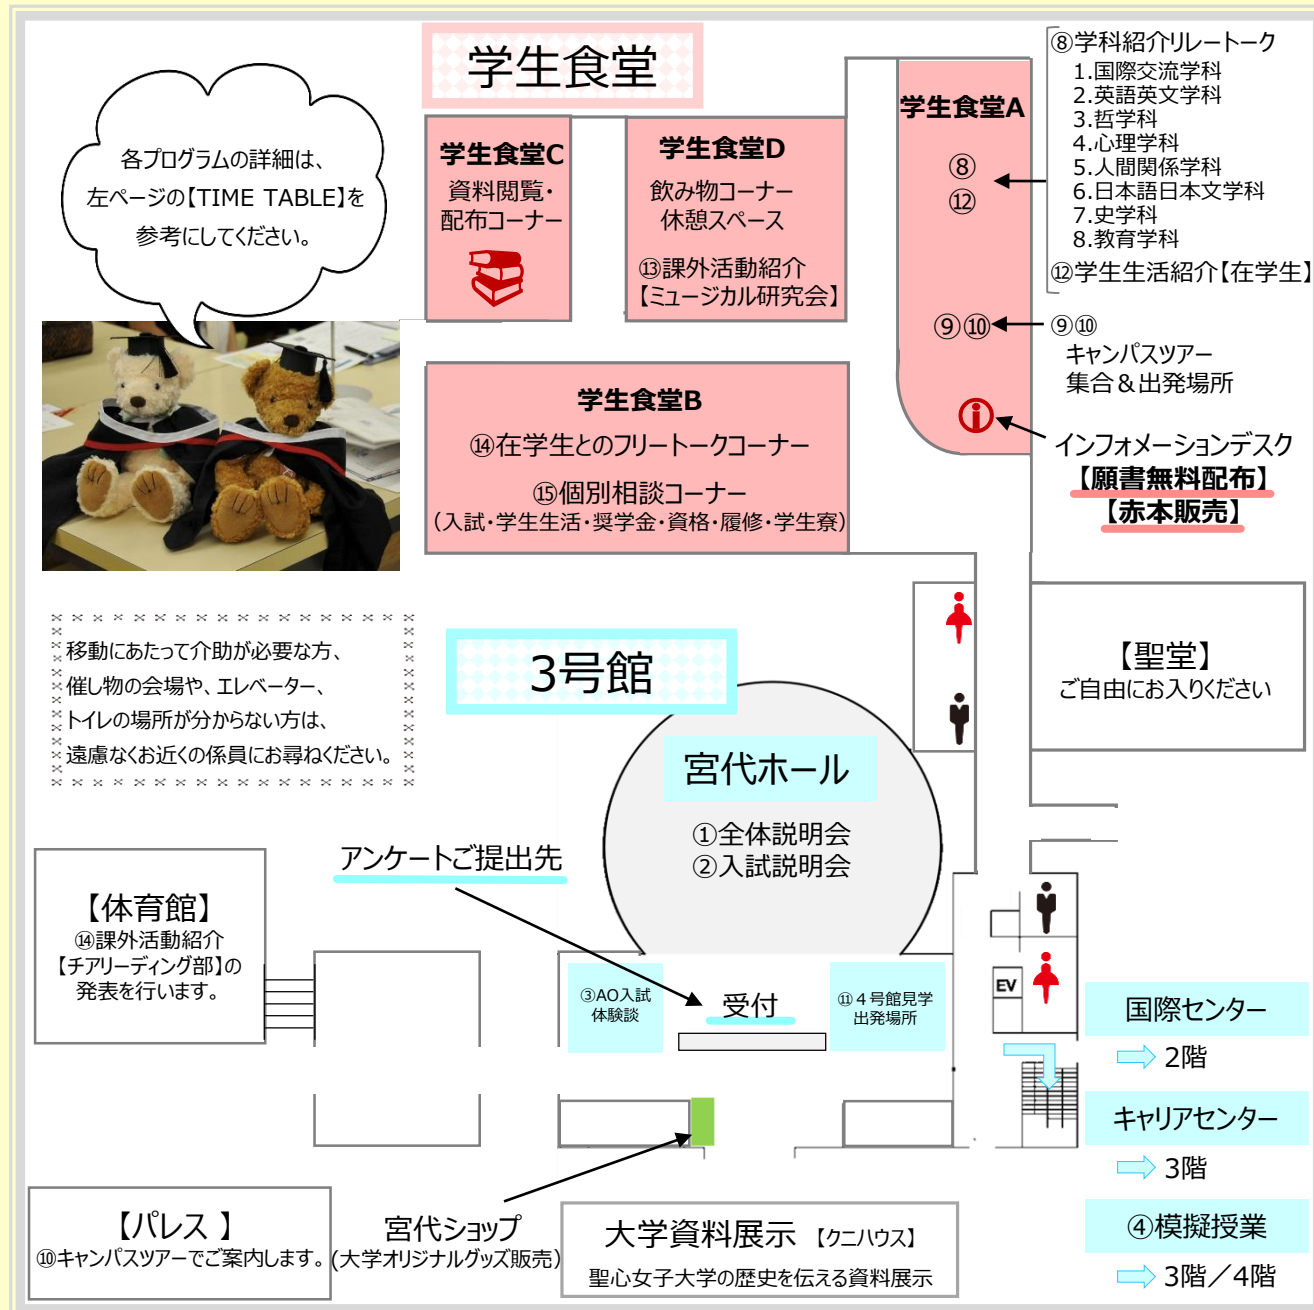 学生食堂
各プログラムの詳細は、
左ページの【TIME TABLE】を
参考にしてください。
学生食堂C
資料閲覧・
配布コーナー
学生食堂D
飲み物コーナー
休憩スペース
⑬課外活動紹介
【ミュージカル研究会】
学生食堂A
⑧
⑫
⑨⑩
⑧学科紹介リレートーク
1.国際交流学科
2.英語英文学科
3.哲学科
4.心理学科
5.人間関係学科
6.日本語日本文学科
7.史学科
8.教育学科
⑫学生生活紹介【在学生】
⑨⑩
キャンパスツアー
集合＆出発場所
インフォメーションデスク
【願書無料配布】
【赤本販売】
学生食堂B
⑭在学生とのフリートークコーナー
⑮個別相談コーナー
（入試・学生生活・奨学金・資格・履修・学生寮）
移動にあたって介助が必要な方、
催し物の会場や、エレベーター、
トイレの場所が分からない方は、
遠慮なくお近くの係員にお尋ねください。
3号館
【聖堂】
ご自由にお入りください
宮代ホール
①全体説明会
②入試説明会
アンケートご提出先
【体育館】
⑭課外活動紹介
【チアリーディング部】の
発表を行います。
③AO入試
体験談
受付
⑪４号館見学
出発場所
EV
国際センター
2階
キャリアセンター
3階
④模擬授業
3階／4階
【パレス 】
⑩キャンパスツアーでご案内します。
宮代ショップ
(大学オリジナルグッズ販売)
大学資料展示 【クニハウス】
聖心女子大学の歴史を伝える資料展示